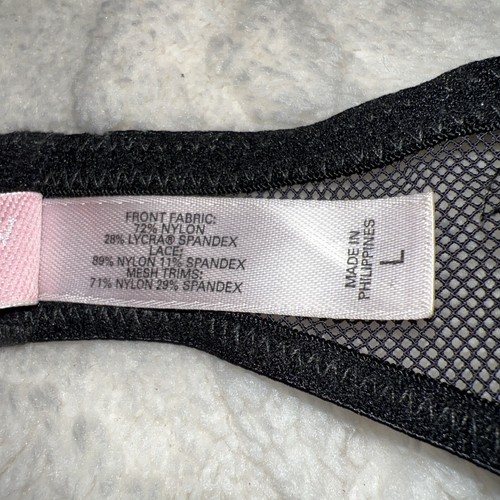 FRONT FABRIC:
72% NYLON
28% LYCRA® SPANDEX
LACE:
89% NYLON 11% SPANDEX
MESH TRIMS:
71% NYLON 29% SPANDEX
MADE IN
PHILIPPINES
L